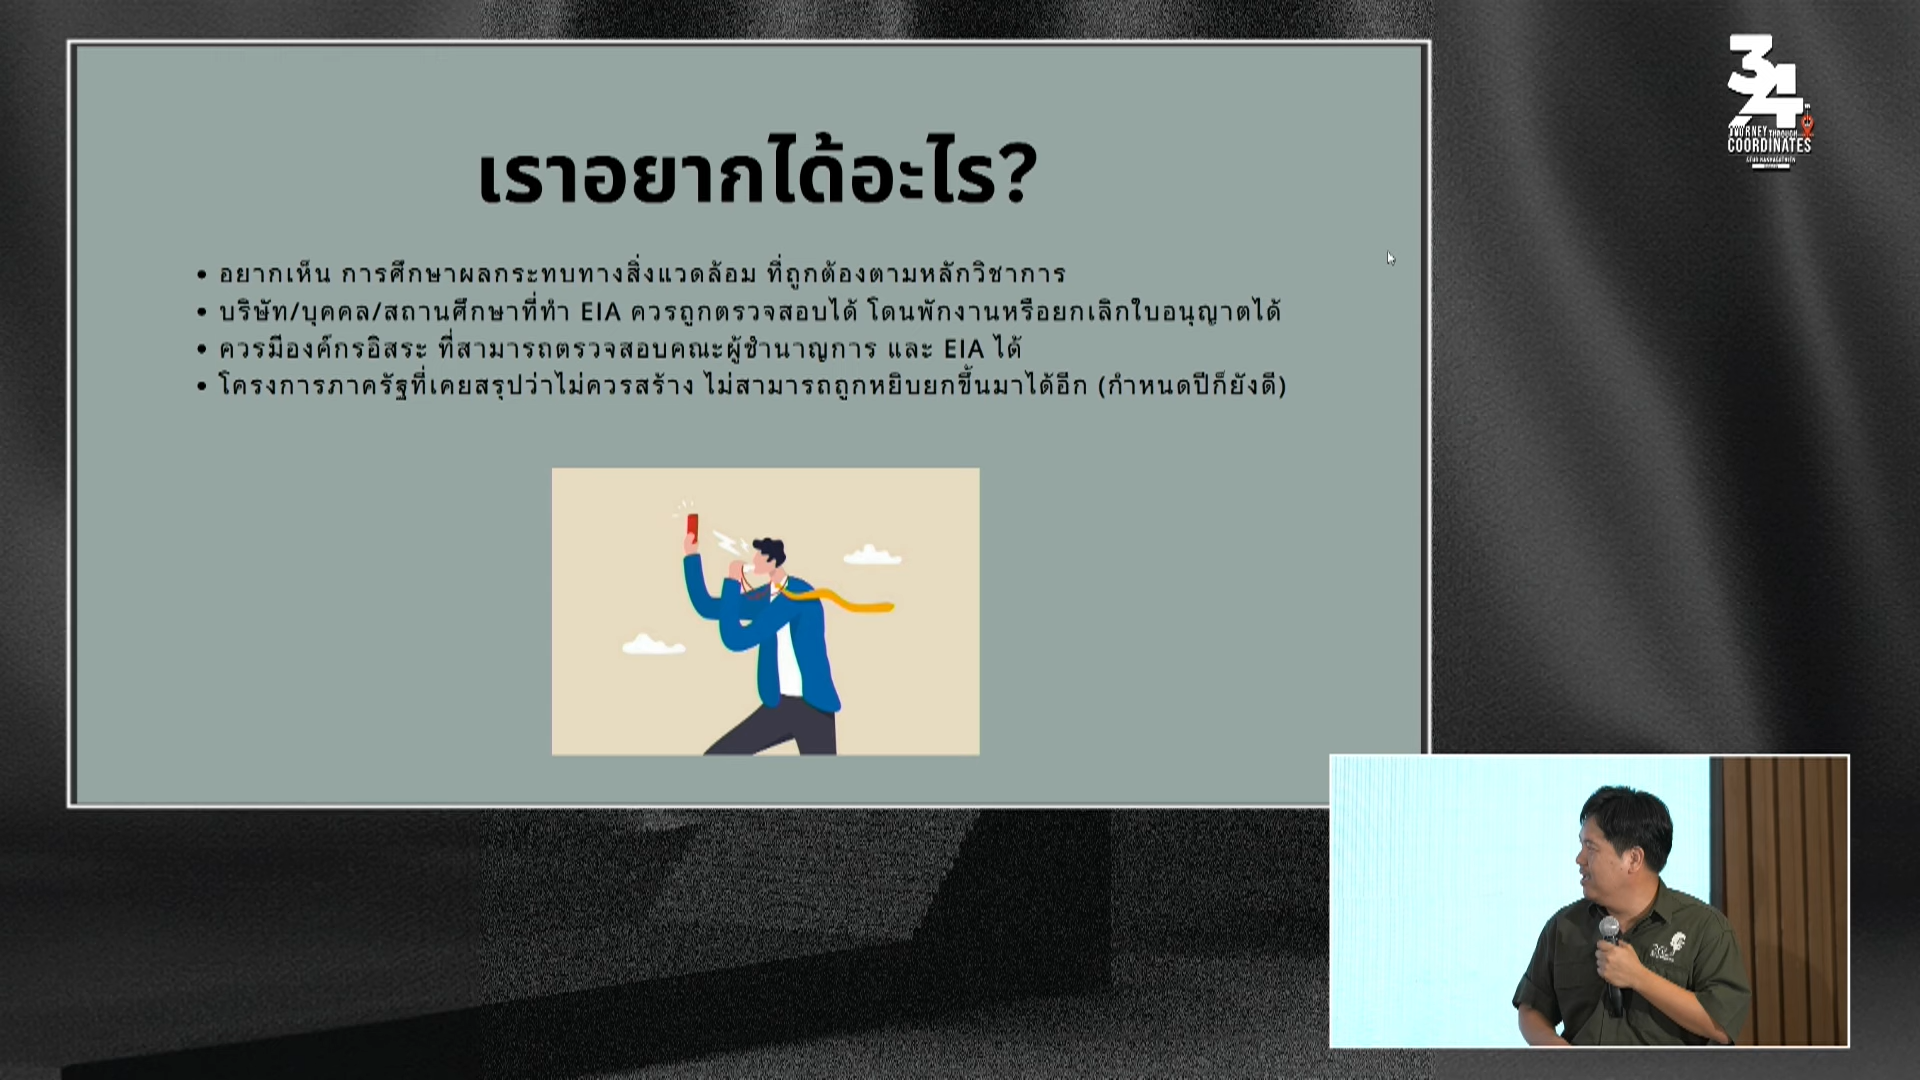 เราอยากได้อะไร?
• อยากเห็น การศึกษาผลกระทบทางสิ่งแวดล้อม ที่ถูกต้องตามหลักวิชาการ
• บริษัท/บุคคล/สถานศึกษาที่ทำ EIA ควรถูกตรวจสอบได้ โดนพักงานหรือยกเลิกใบอนุญาตได้
• ควรมีองค์กรอิสระ ที่สามารถตรวจสอบคณะผู้ชำนาญการ และ EIA ได้
• โครงการภาครัฐที่เคยสรุปว่าไม่ควรสร้าง ไม่สามารถถูกหยิบยกขึ้นมาได้อีก (กำหนดปีก็ยังดี)
34
JOURNEY THROUGH
COORDINATES